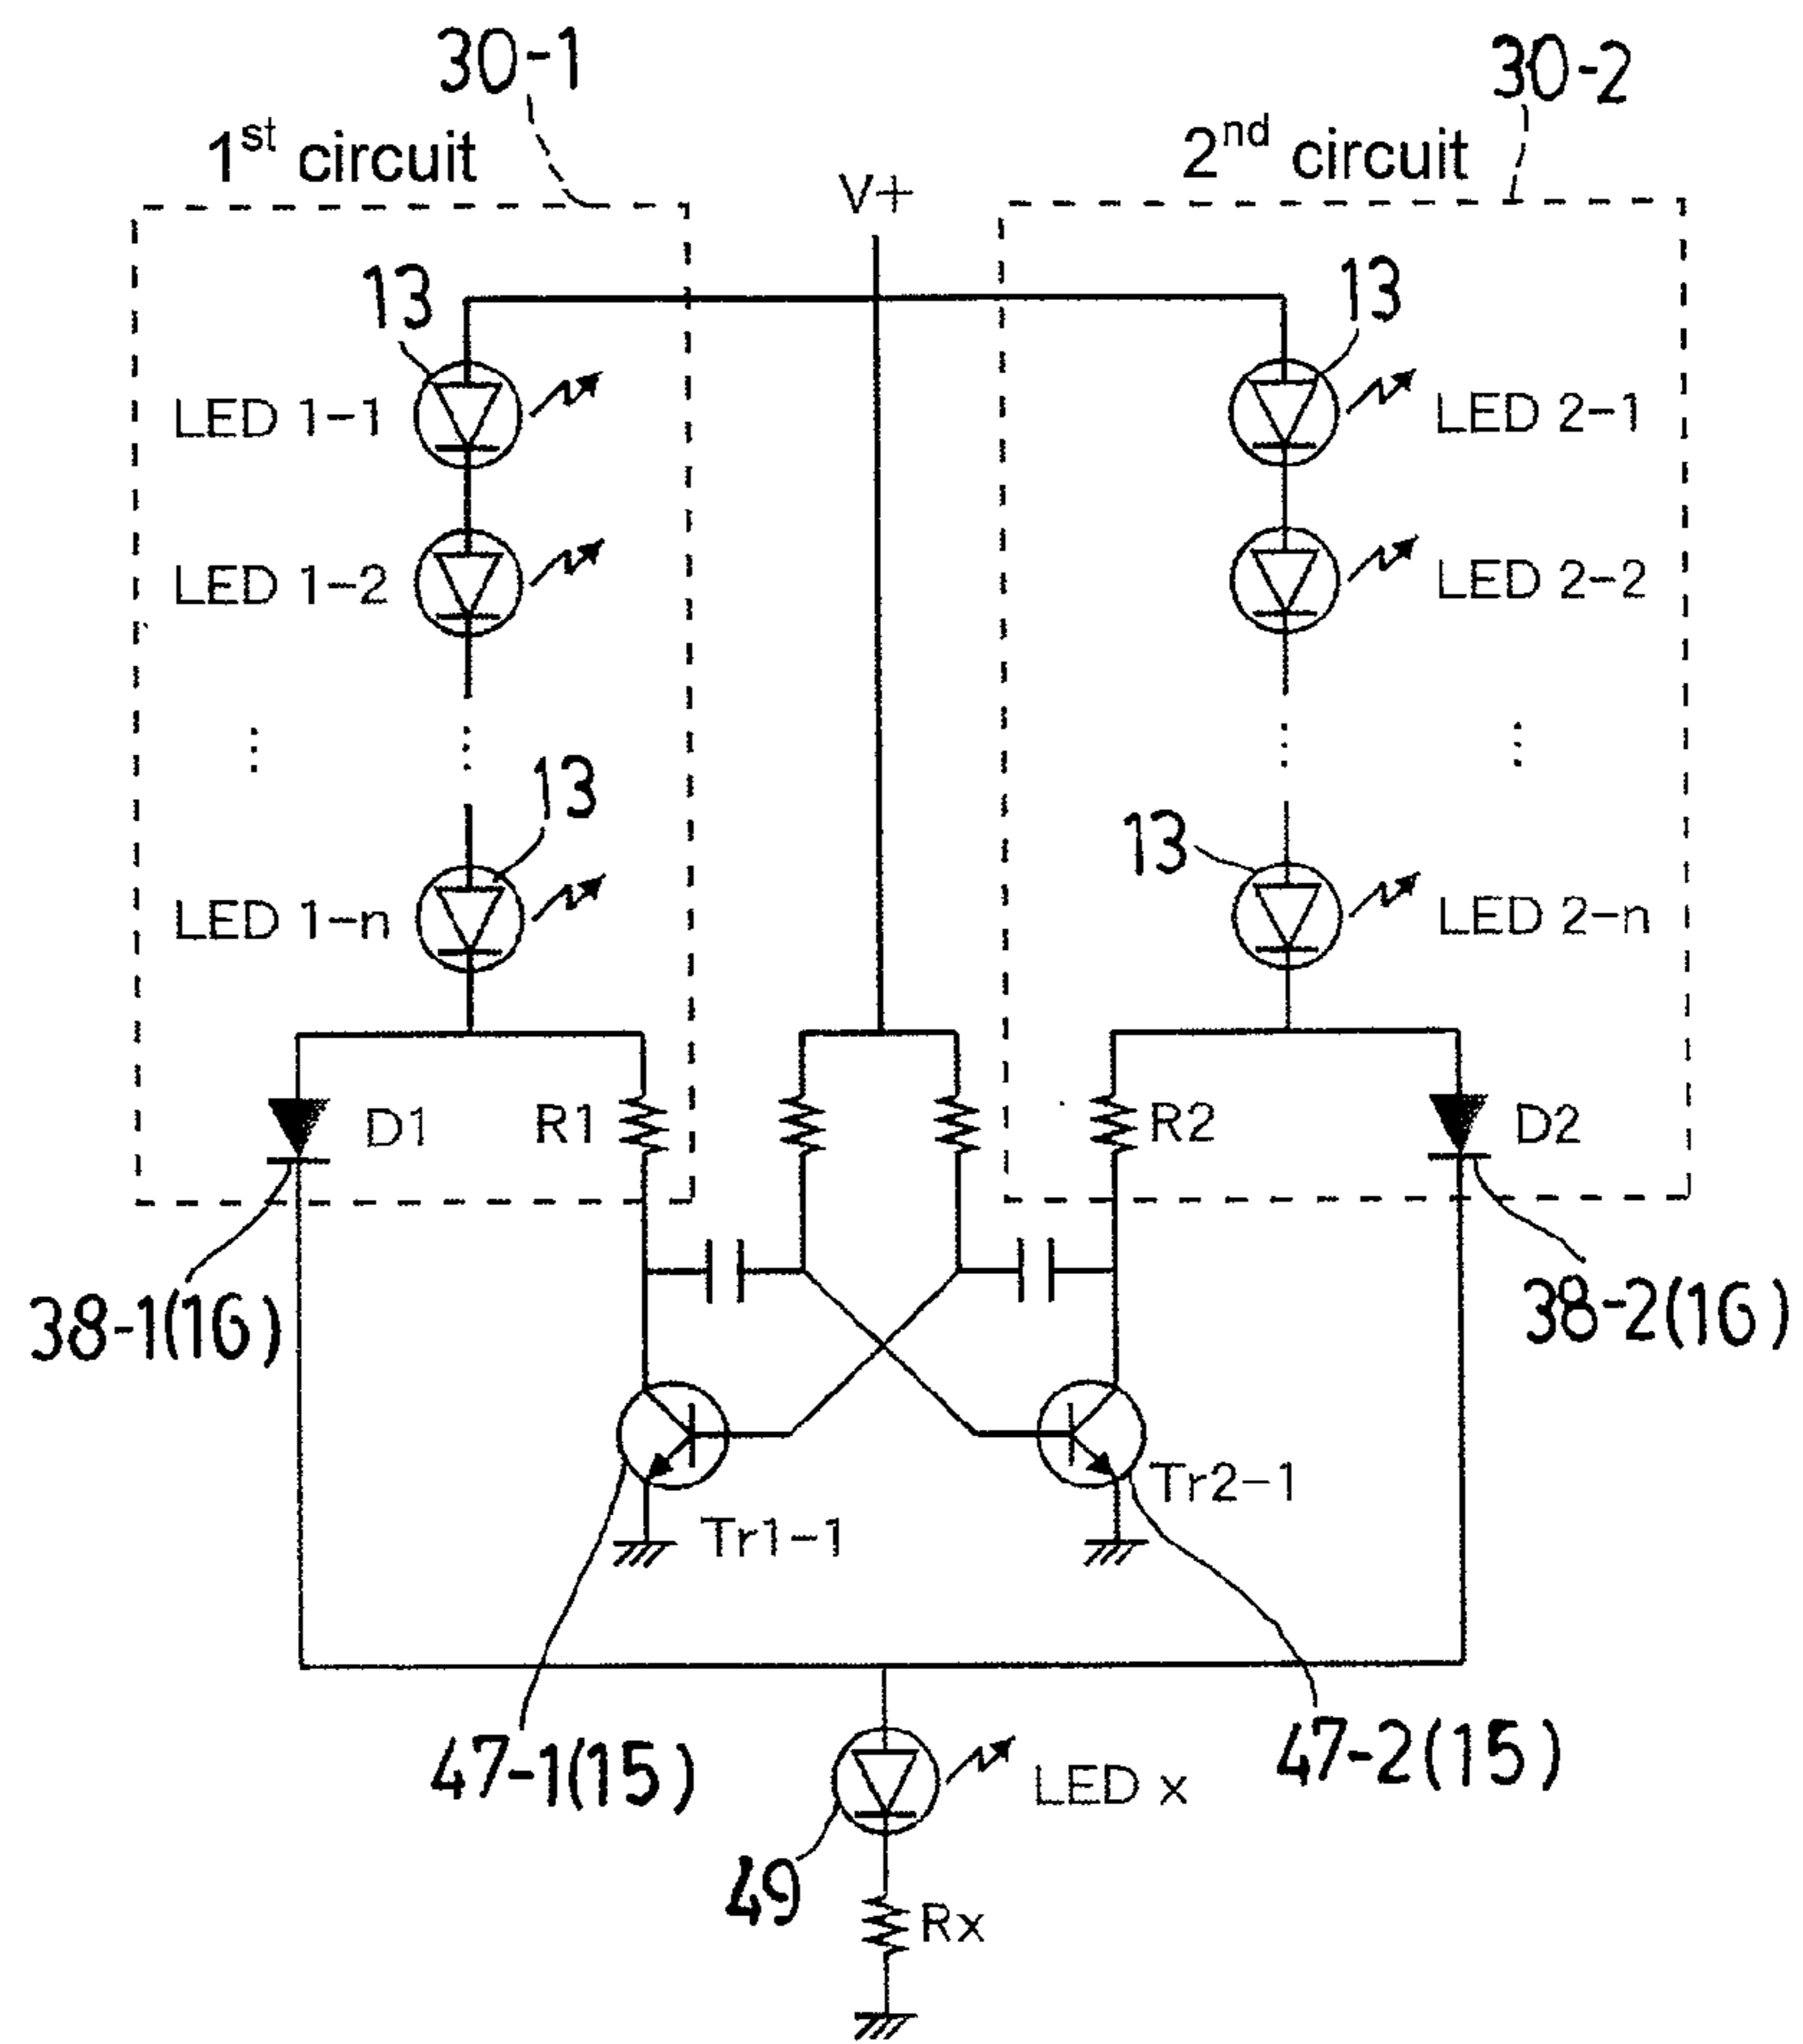 30-1
30-2
1st circuit
2nd circuit
V+
13
13
LED 1-1
LED 2-1
LED 1-2
LED 2-2
13
13
LED 1-n
LED 2-n
D1
R1
R2
D2
38-1(16)
38-2(16)
Tr1-1
Tr2-1
47-1(15)
47-2(15)
LED x
49
Rx